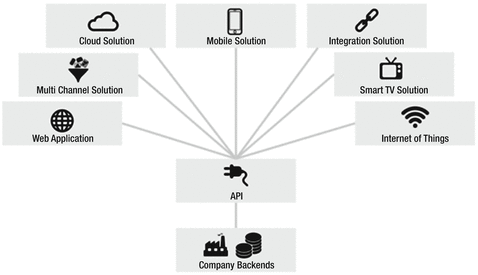 Cloud Solution
Mobile Solution
Integration Solution
Multi Channel Solution
Smart TV Solution
Web Application
Internet of Things
API
Company Backends